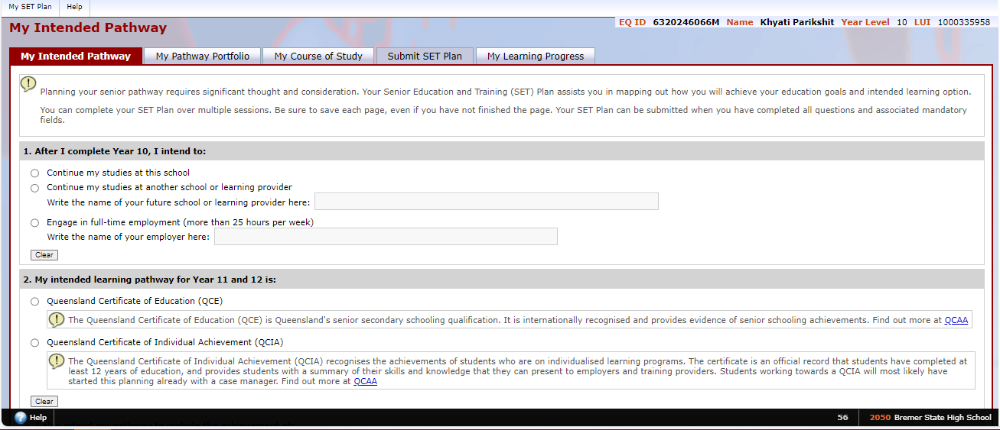 My SET Plan Help
My Intended Pathway
EQ ID 6320246066M Name Khyati Parikshit Year Level 10 LUI 1000335958
My Intended Pathway My Pathway Portfolio My Course of Study Submit SET Plan My Learning Progress
Planning your senior pathway requires significant thought and consideration. Your Senior Education and Training (SET) Plan assists you in mapping out how you will achieve your education goals and intended learning option.
You can complete your SET Plan over multiple sessions. Be sure to save each page, even if you have not finished the page. Your SET Plan can be submitted when you have completed all questions and associated mandatory
fields.
1. After I complete Year 10, I intend to:
Continue my studies at this school
Continue my studies at another school or learning provider
Write the name of your future school or learning provider here:
Engage in full-time employment (more than 25 hours per week)
Write the name of your employer here:
Clear
2. My intended learning pathway for Year 11 and 12 is:
Queensland Certificate of Education (QCE)
The Queensland Certificate of Education (QCE) is Queensland's senior secondary schooling qualification. It is internationally recognised and provides evidence of senior schooling achievements. Find out more at QCAA
Queensland Certificate of Individual Achievement (QCIA)
The Queensland Certificate of Individual Achievement (QCIA) recognises the achievements of students who are on individualised learning programs. The certificate is an official record that students have completed at
least 12 years of education, and provides students with a summary of their skills and knowledge that they can present to employers and training providers. Students working towards a QCIA will most likely have
started this planning already with a case manager. Find out more at QCAA
Clear
Help 56 2050 Bremer State High School